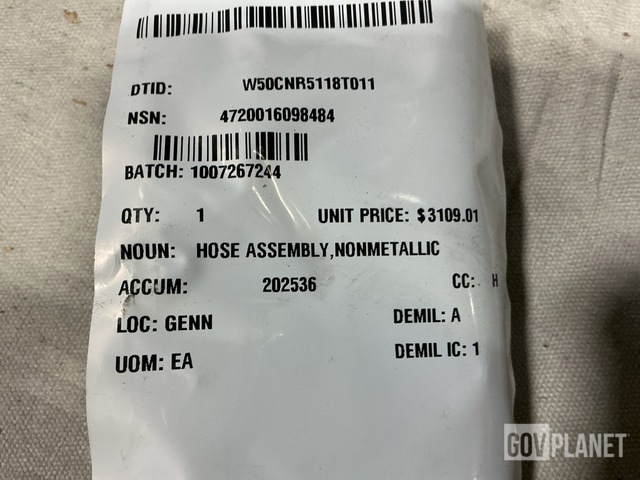 DTID: W50CNR5118T011
NSN: 4720016098484
BATCH: 1007267244
QTY: 1 UNIT PRICE: $3109.01
NOUN: HOSE ASSEMBLY,NONMETALLIC
ACCUM: 202536 CC: H
LOC: GENN DEMIL: A
UOM: EA DEMIL IC: 1
GOVPLANET